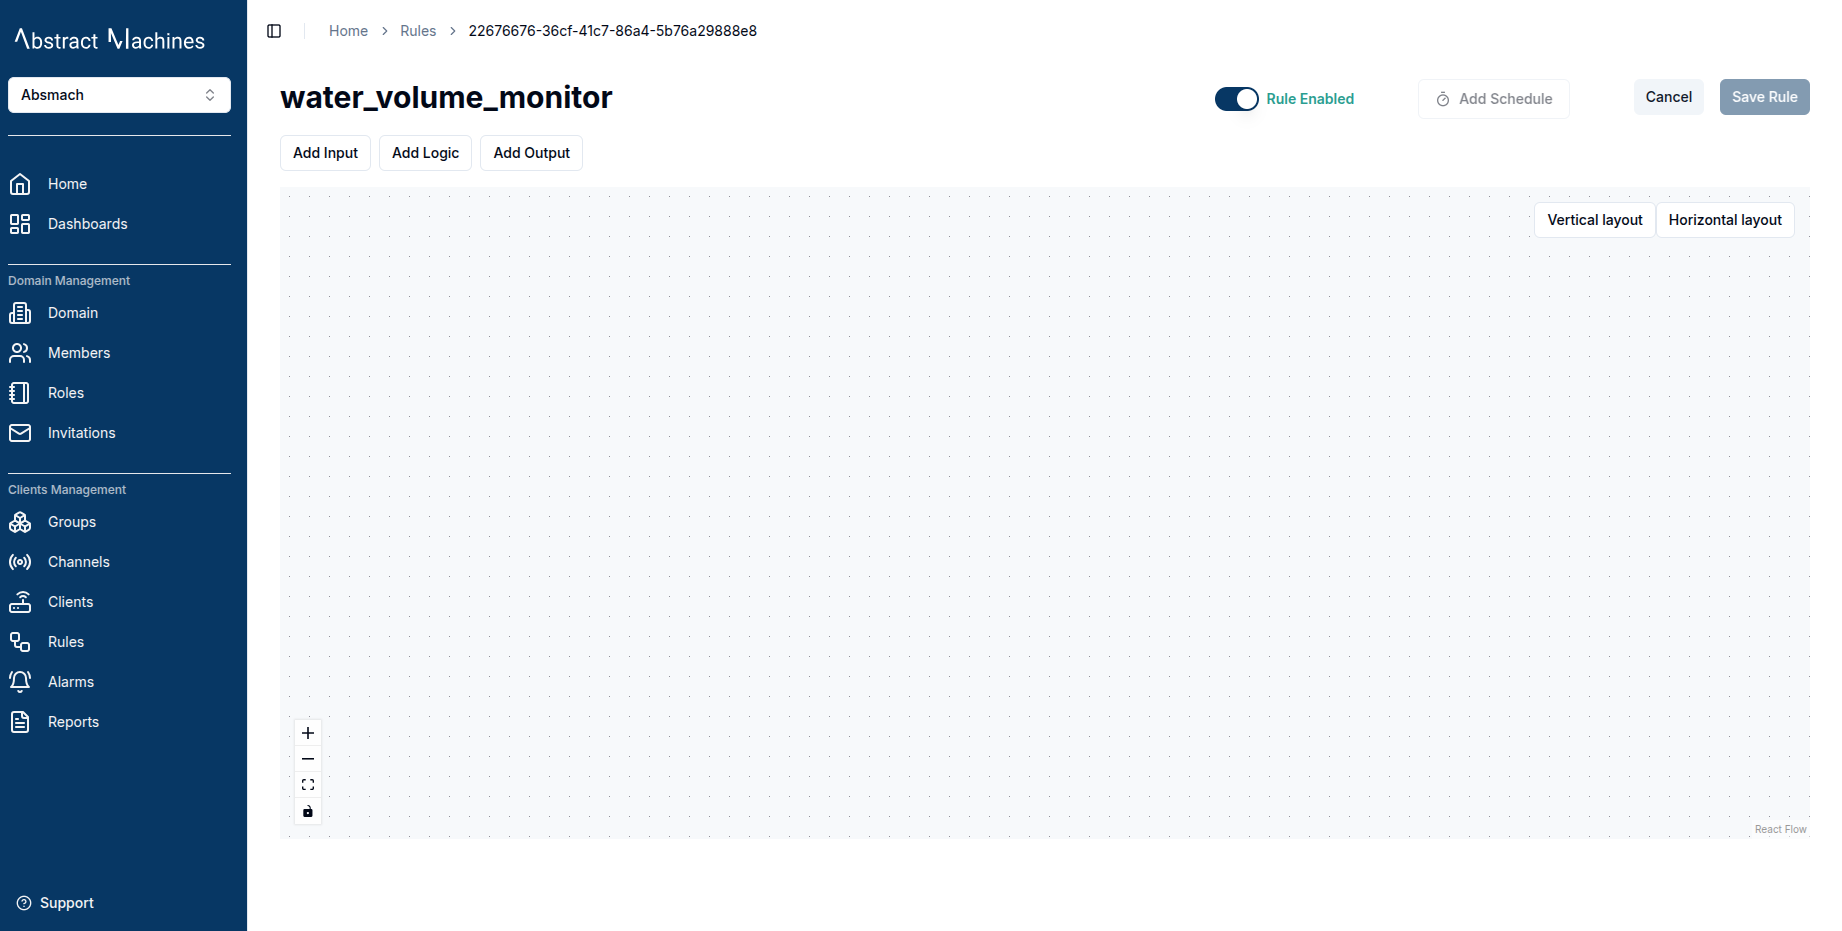 Abstract Machines
Absmach
Home
Dashboards
Domain Management
Domain
Members
Roles
Invitations
Clients Management
Groups
Channels
Clients
Rules
Alarms
Reports
Support
Home > Rules > 22676676-36cf-41c7-86a4-5b76a29888e8
water_volume_monitor
Rule Enabled
Add Schedule
Cancel
Save Rule
Add Input
Add Logic
Add Output
Vertical layout
Horizontal layout
React Flow